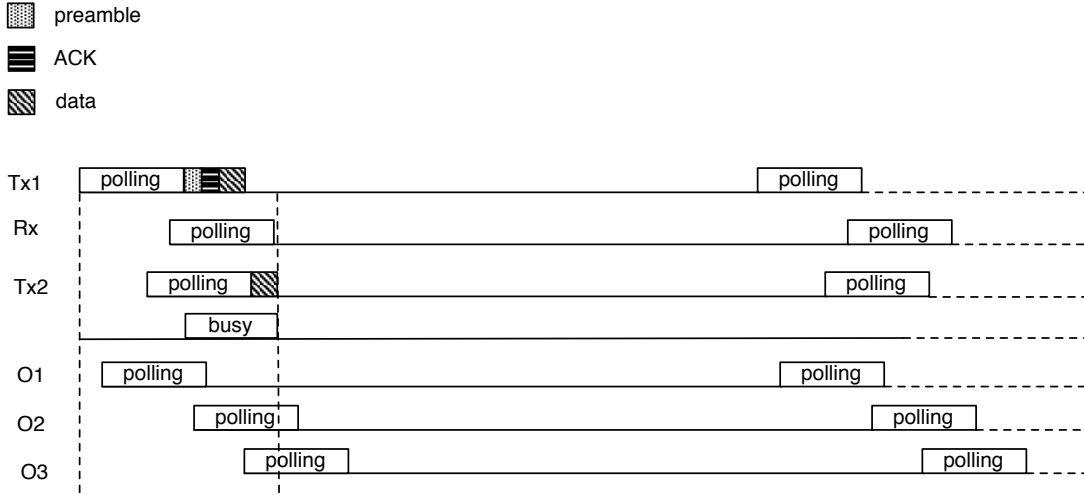 preamble
ACK
data
Tx1 polling polling
Rx polling polling
Tx2 polling polling
busy
O1 polling polling
O2 polling polling
O3 polling polling